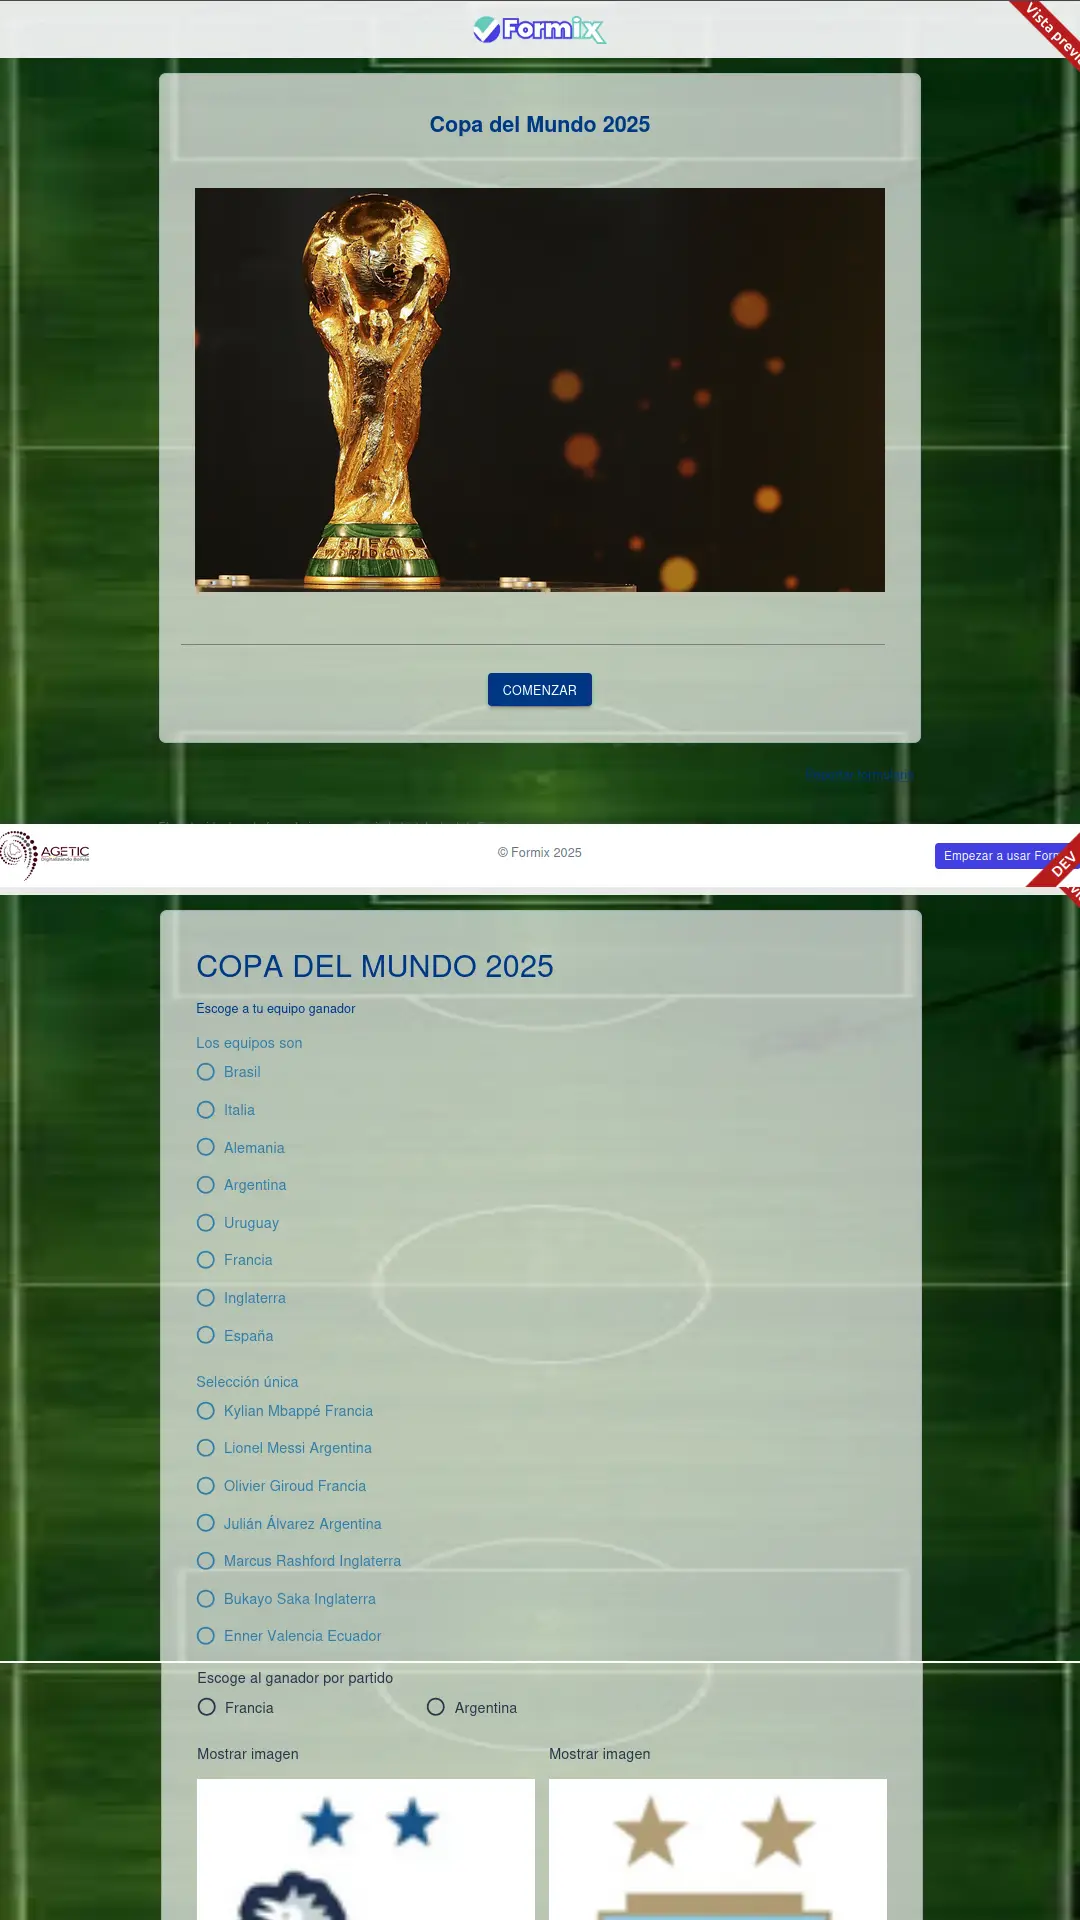 Formix
Vista previ
Copa del Mundo 2025
FIFA
WORLD CUP
COMENZAR
AGETIC
© Formix 2025
Empezar a usar Form
DEV
COPA DEL MUNDO 2025
Escoge a tu equipo ganador
Los equipos son
Brasil
Italia
Alemania
Argentina
Uruguay
Francia
Inglaterra
España
Selección única
Kylian Mbappé Francia
Lionel Messi Argentina
Olivier Giroud Francia
Julián Álvarez Argentina
Marcus Rashford Inglaterra
Bukayo Saka Inglaterra
Enner Valencia Ecuador
Escoge al ganador por partido
Francia Argentina
Mostrar imagen Mostrar imagen